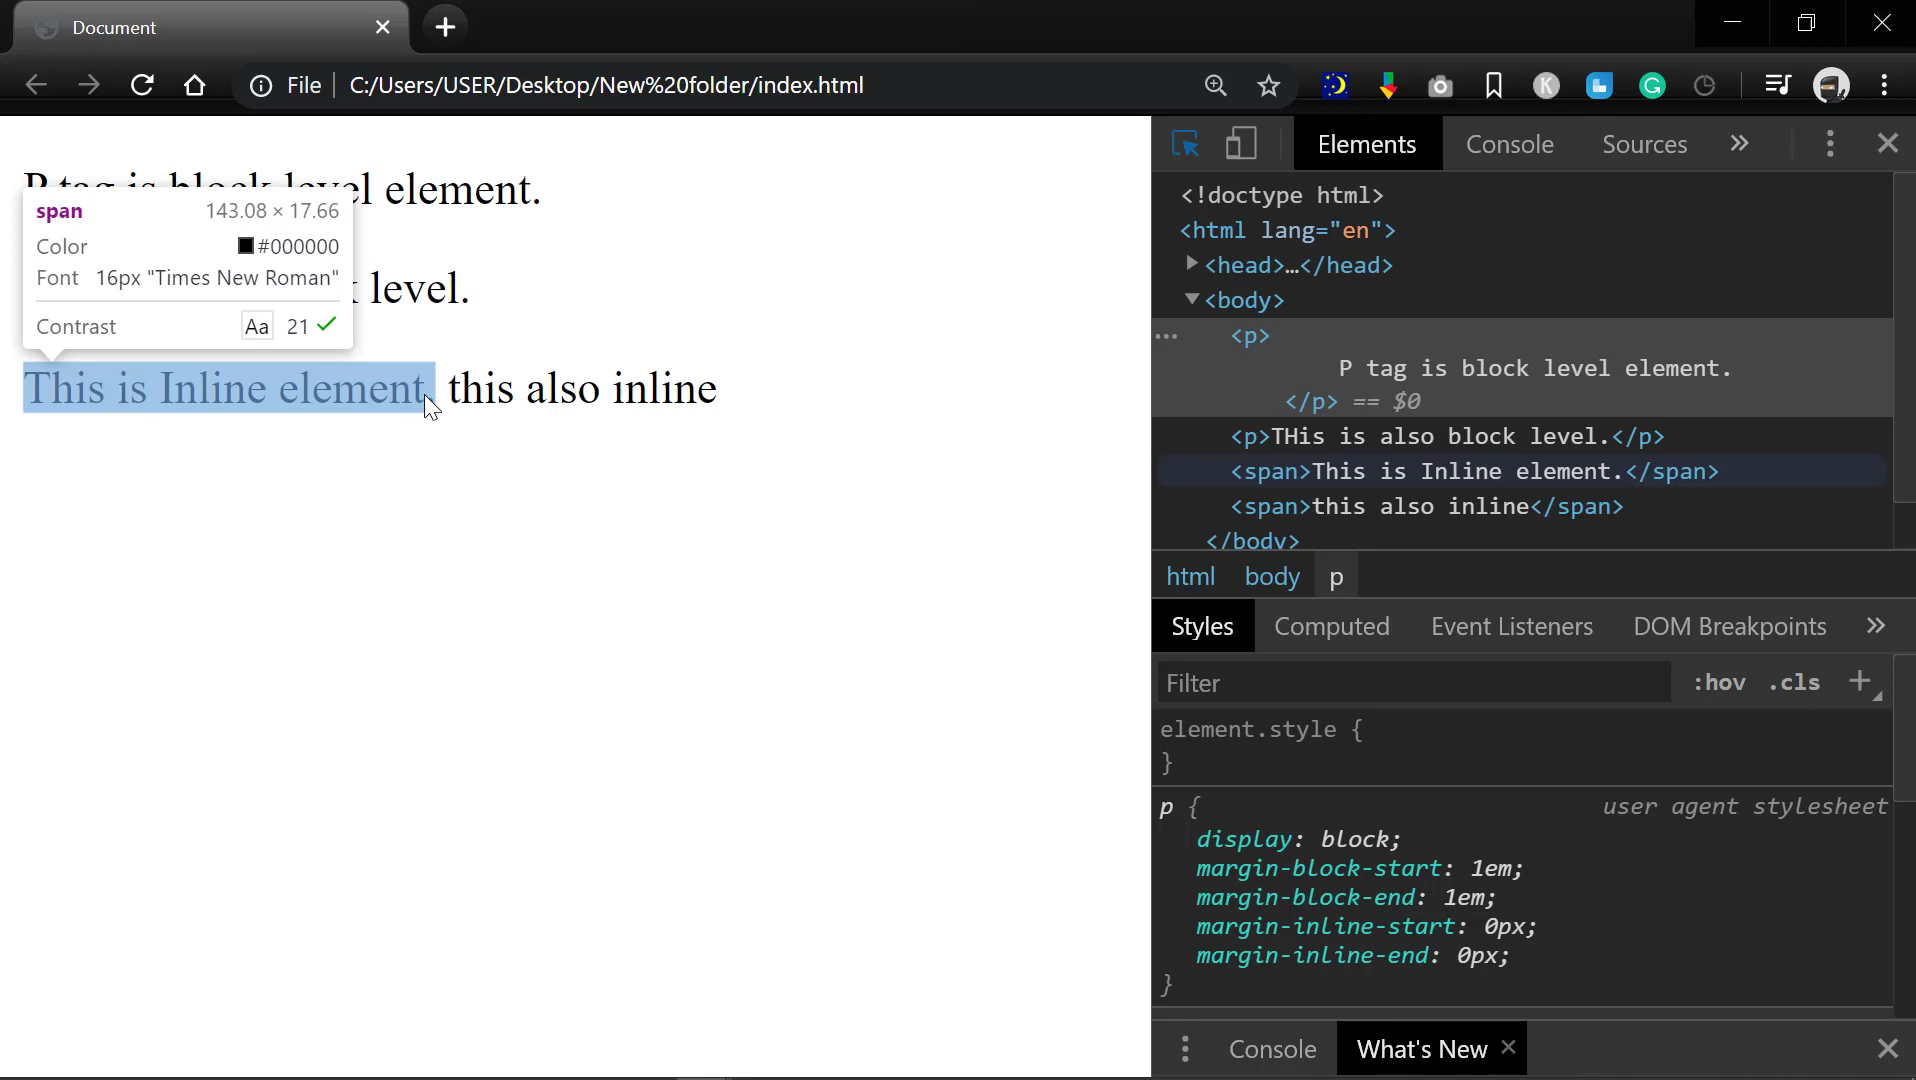 Document
File C:/Users/USER/Desktop/New%20folder/index.html
P tag is block level element.
span 143.08 × 17.66
Color #000000
Font 16px "Times New Roman"
Contrast Aa 21
level.
This is Inline element. this also inline
Elements Console Sources »
<!doctype html>
<html lang="en">
<head>…</head>
<body>
<p>
P tag is block level element.
</p> == $0
<p>THis is also block level.</p>
<span>This is Inline element.</span>
<span>this also inline</span>
</body>
html body p
Styles Computed Event Listeners DOM Breakpoints »
Filter :hov .cls +
element.style {
}
p { user agent stylesheet
display: block;
margin-block-start: 1em;
margin-block-end: 1em;
margin-inline-start: 0px;
margin-inline-end: 0px;
}
Console What's New